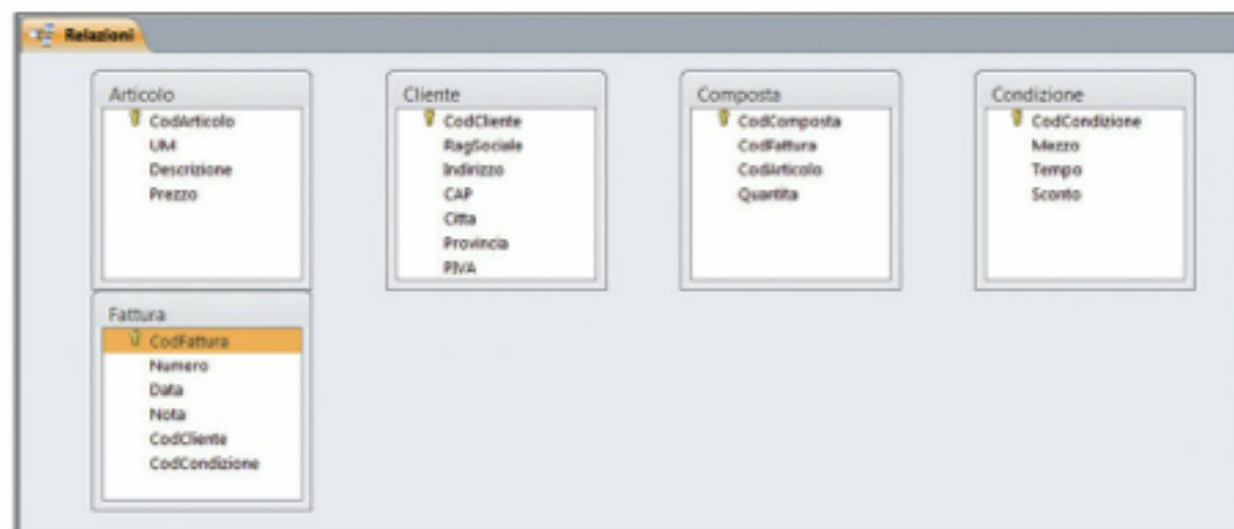 Relazioni
Articolo
CodArticolo
UM
Descrizione
Prezzo
Cliente
CodCliente
RagSociale
Indirizzo
CAP
Citta
Provincia
PIVA
Composta
CodComposta
CodFattura
CodArticolo
Quantita
Condizione
CodCondizione
Mezzo
Tempo
Sconto
Fattura
CodFattura
Numero
Data
Nota
CodCliente
CodCondizione